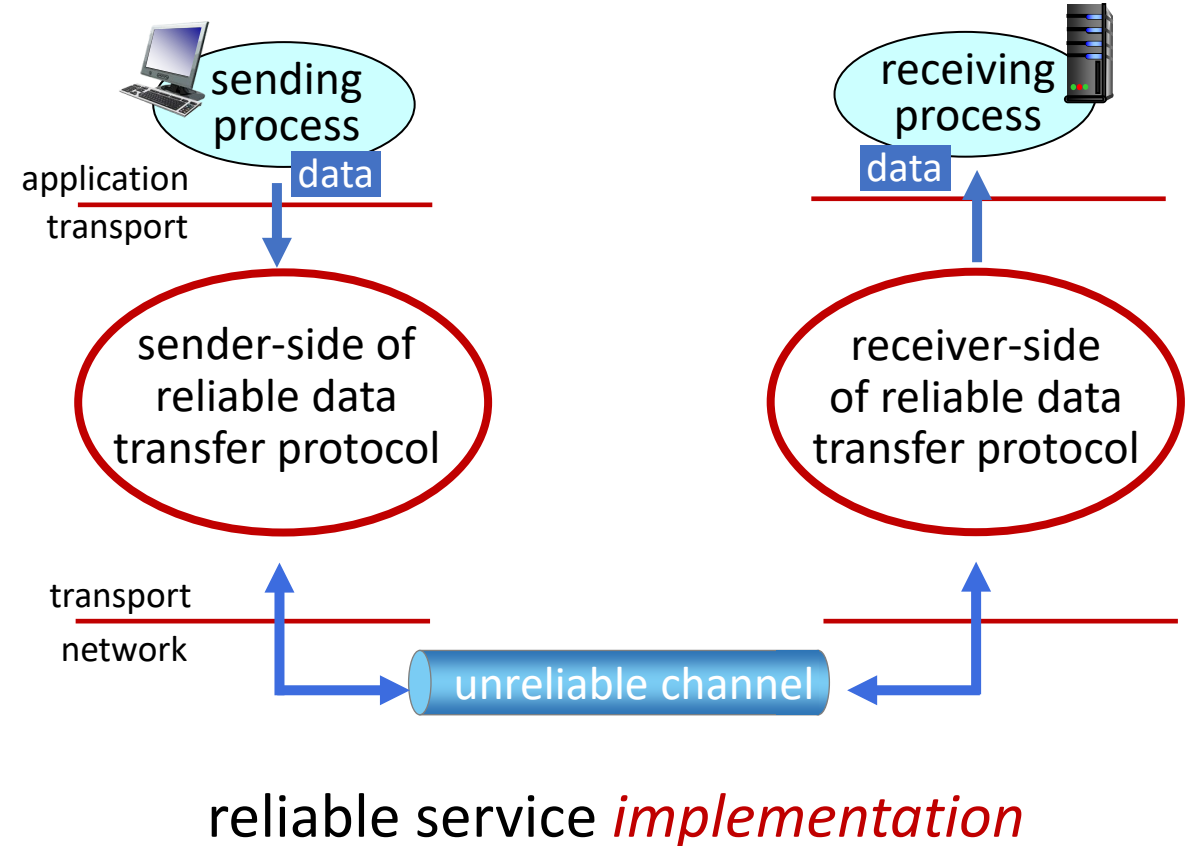 sending
process
data
application
transport
sender-side of
reliable data
transfer protocol
transport
network
receiving
process
data
receiver-side
of reliable data
transfer protocol
unreliable channel
reliable service implementation